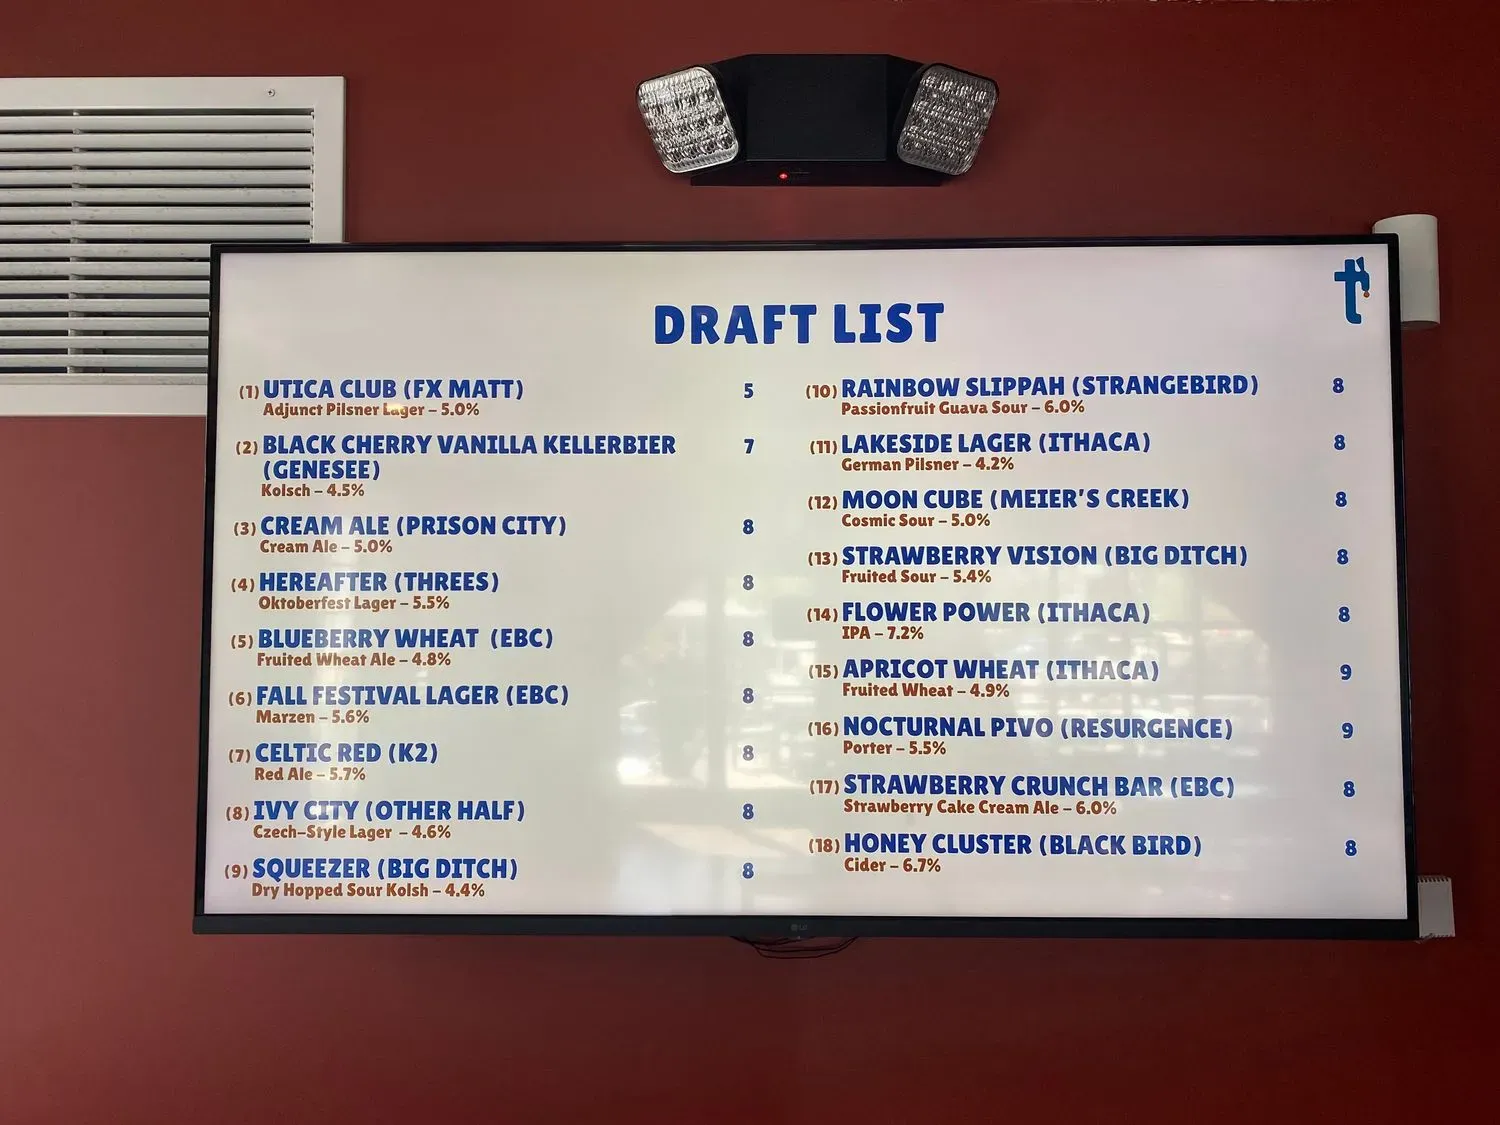 t
DRAFT LIST
(1) UTICA CLUB (FX MATT) 5
Adjunct Pilsner Lager – 5.0%
(2) BLACK CHERRY VANILLA KELLERBIER 7
(GENESEE)
Kolsch – 4.5%
(3) CREAM ALE (PRISON CITY) 8
Cream Ale – 5.0%
(4) HEREAFTER (THREES) 8
Oktoberfest Lager – 5.5%
(5) BLUEBERRY WHEAT (EBC) 8
Fruited Wheat Ale – 4.8%
(6) FALL FESTIVAL LAGER (EBC) 8
Marzen – 5.6%
(7) CELTIC RED (K2) 8
Red Ale – 5.7%
(8) IVY CITY (OTHER HALF) 8
Czech-Style Lager – 4.6%
(9) SQUEEZER (BIG DITCH) 8
Dry Hopped Sour Kolsh – 4.4%
(10) RAINBOW SLIPPAH (STRANGEBIRD) 8
Passionfruit Guava Sour – 6.0%
(11) LAKESIDE LAGER (ITHACA) 8
German Pilsner – 4.2%
(12) MOON CUBE (MEIER'S CREEK) 8
Cosmic Sour – 5.0%
(13) STRAWBERRY VISION (BIG DITCH) 8
Fruited Sour – 5.4%
(14) FLOWER POWER (ITHACA) 8
IPA – 7.2%
(15) APRICOT WHEAT (ITHACA) 9
Fruited Wheat – 4.9%
(16) NOCTURNAL PIVO (RESURGENCE) 9
Porter – 5.5%
(17) STRAWBERRY CRUNCH BAR (EBC) 8
Strawberry Cake Cream Ale – 6.0%
(18) HONEY CLUSTER (BLACK BIRD) 8
Cider – 6.7%
LG